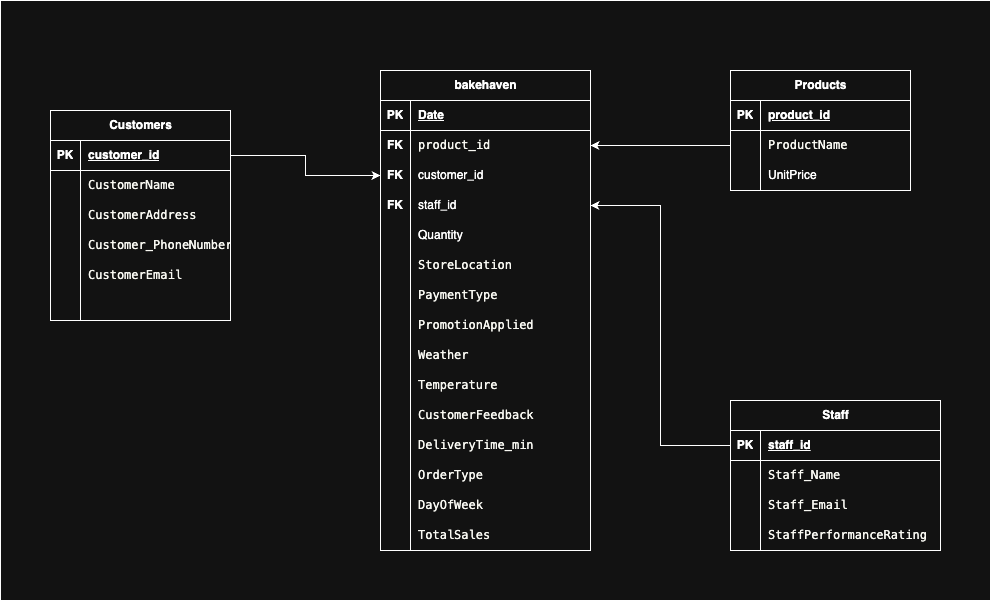 Customers
PK customer_id
CustomerName
CustomerAddress
Customer_PhoneNumber
CustomerEmail
bakehaven
PK Date
FK product_id
FK customer_id
FK staff_id
Quantity
StoreLocation
PaymentType
PromotionApplied
Weather
Temperature
CustomerFeedback
DeliveryTime_min
OrderType
DayOfWeek
TotalSales
Products
PK product_id
ProductName
UnitPrice
Staff
PK staff_id
Staff_Name
Staff_Email
StaffPerformanceRating